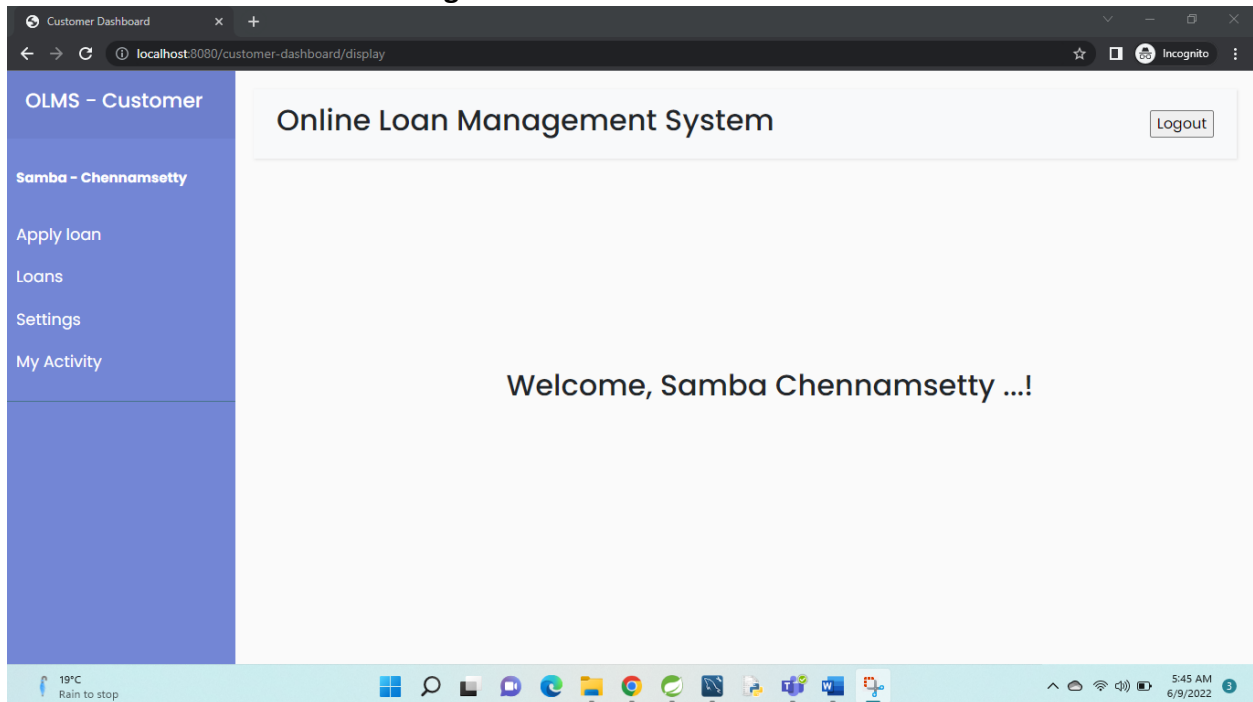 Customer Dashboard
localhost:8080/customer-dashboard/display
Incognito
OLMS - Customer
Online Loan Management System
Logout
Samba - Chennamsetty
Apply loan
Loans
Settings
My Activity
Welcome, Samba Chennamsetty ...!
19°C
Rain to stop
5:45 AM
6/9/2022
3